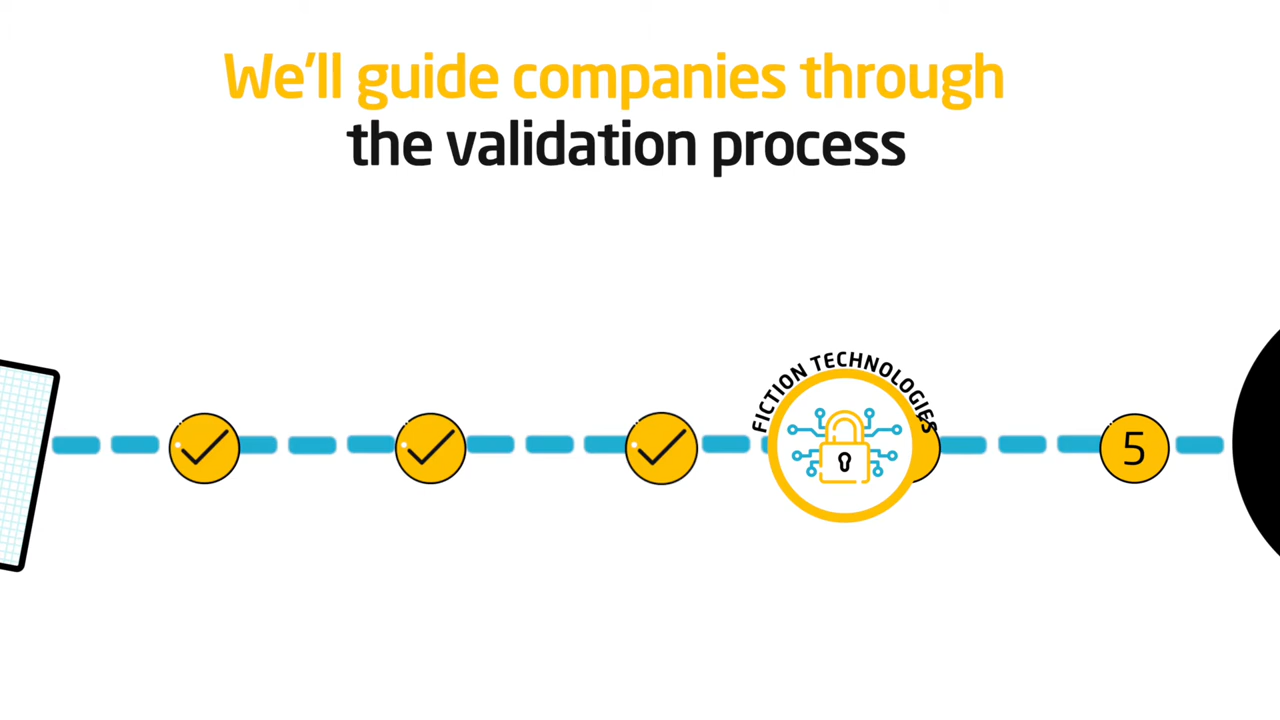 We'll guide companies through
the validation process
FICTION TECHNOLOGIES
5